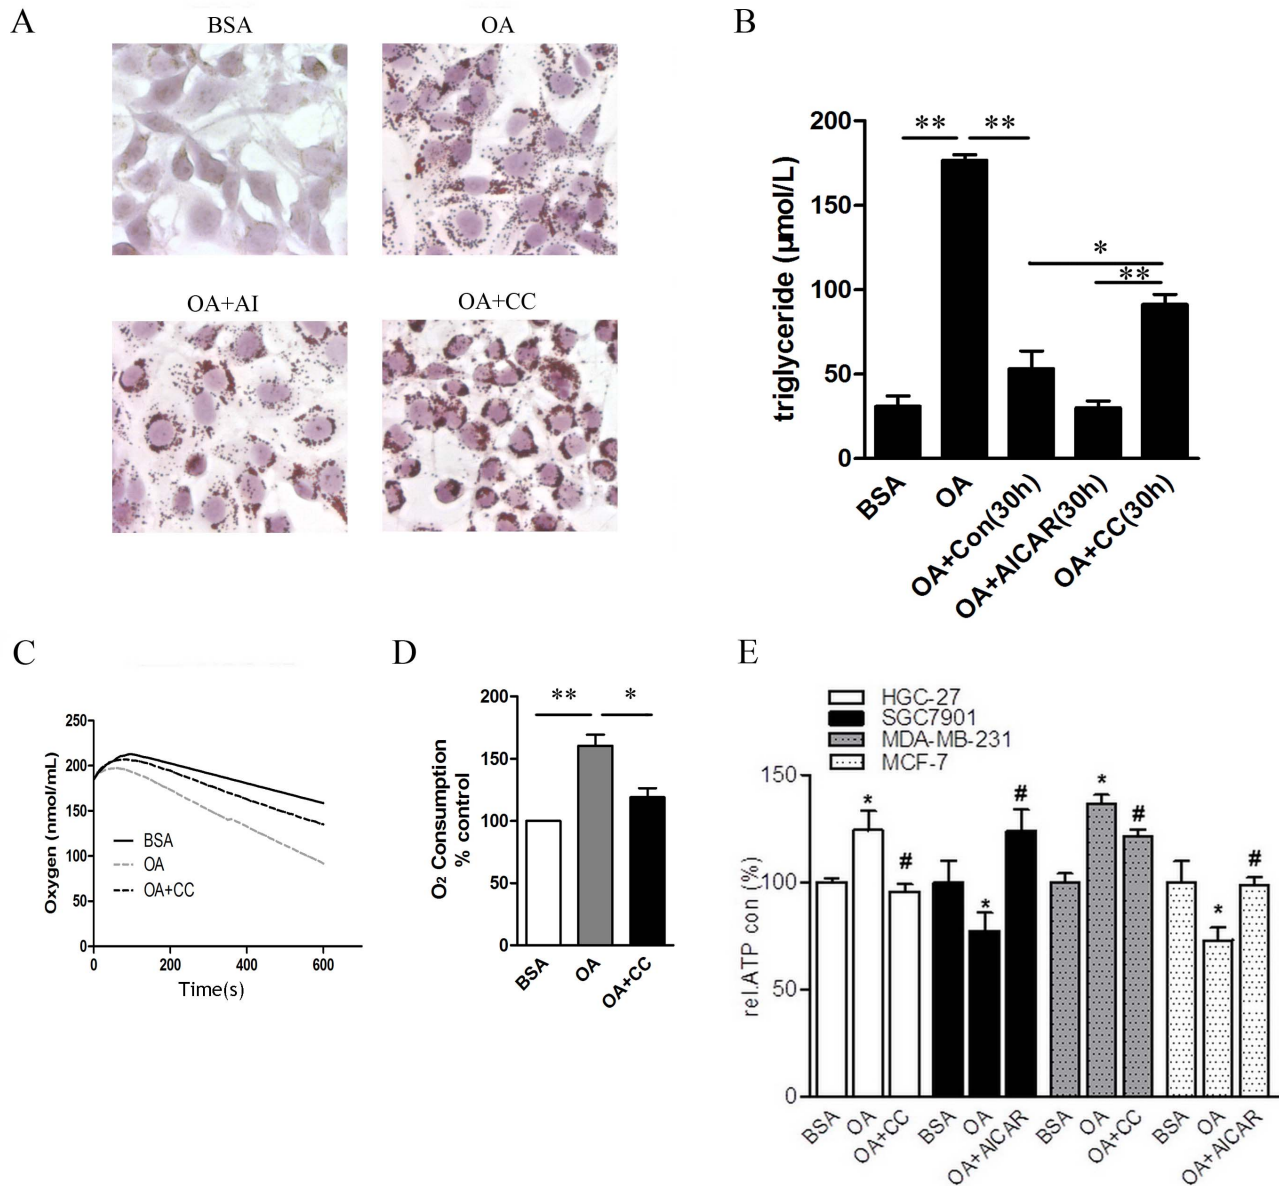 A
BSA
OA
OA+AI
OA+CC
B
triglyceride (µmol/L)
200
150
100
50
0
**
**
*
**
BSA
OA
OA+Con(30h)
OA+AICAR(30h)
OA+CC(30h)
C
Oxygen (nmol/mL)
250
200
150
100
50
0
BSA
OA
OA+CC
0
200
400
600
Time(s)
D
O₂ Consumption
% control
200
150
100
50
0
**
*
BSA
OA
OA+CC
E
HGC-27
SGC7901
MDA-MB-231
MCF-7
rel.ATP con (%)
150
100
50
0
*
#
*
#
*
#
*
#
BSA
OA
OA+CC
BSA
OA
OA+AICAR
BSA
OA
OA+CC
BSA
OA
OA+AICAR